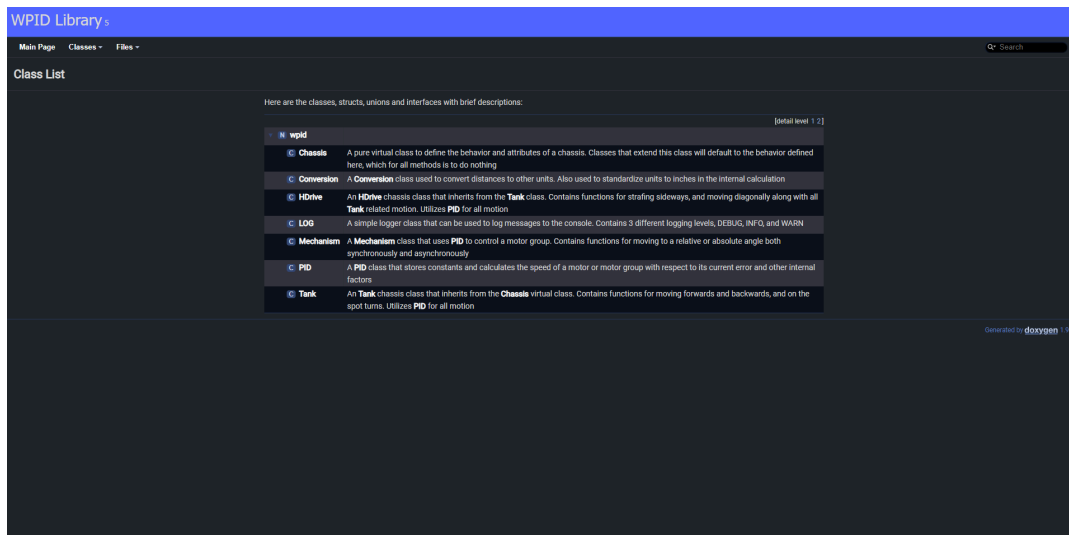 WPID Library 5
Main Page Classes Files Search
Class List
Here are the classes, structs, unions and interfaces with brief descriptions:
[detail level 1 2]
N wpid
C Chassis A pure virtual class to define the behavior and attributes of a chassis. Classes that extend this class will default to the behavior defined
here, which for all methods is to do nothing
C Conversion A Conversion class used to convert distances to other units. Also used to standardize units to inches in the internal calculation
C HDrive An HDrive chassis class that inherits from the Tank class. Contains functions for strafing sideways, and moving diagonally along with all
Tank related motion. Utilizes PID for all motion
C LOG A simple logger class that can be used to log messages to the console. Contains 3 different logging levels, DEBUG, INFO, and WARN
C Mechanism A Mechanism class that uses PID to control a motor group. Contains functions for moving to a relative or absolute angle both
synchronously and asynchronously
C PID A PID class that stores constants and calculates the speed of a motor or motor group with respect to its current error and other internal
factors
C Tank An Tank chassis class that inherits from the Chassis virtual class. Contains functions for moving forwards and backwards, and on the
spot turns. Utilizes PID for all motion
Generated by doxygen 1.9